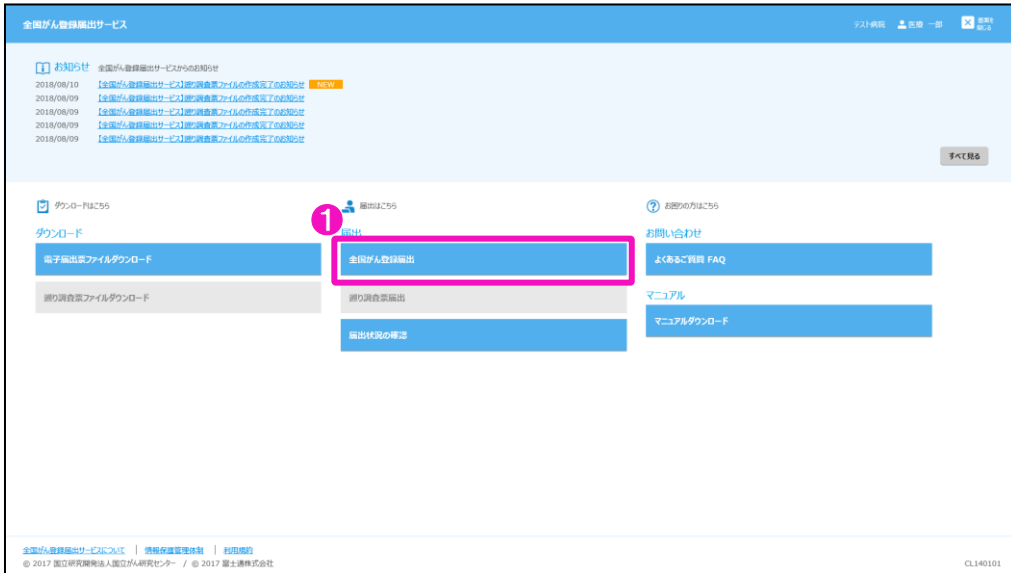 全国がん登録届出サービス
テスト病院 医療 一郎 画面を閉じる
お知らせ 全国がん登録届出サービスからのお知らせ
2018/08/10 【全国がん登録届出サービス】遡り調査票ファイルの作成完了のお知らせ NEW
2018/08/09 【全国がん登録届出サービス】遡り調査票ファイルの作成完了のお知らせ
2018/08/09 【全国がん登録届出サービス】遡り調査票ファイルの作成完了のお知らせ
2018/08/09 【全国がん登録届出サービス】遡り調査票ファイルの作成完了のお知らせ
2018/08/09 【全国がん登録届出サービス】遡り調査票ファイルの作成完了のお知らせ
すべて見る
ダウンロードはこちら
ダウンロード
電子届出票ファイルダウンロード
遡り調査票ファイルダウンロード
届出はこちら
1
届出
全国がん登録届出
遡り調査票届出
届出状況の確認
お困りの方はこちら
お問い合わせ
よくあるご質問 FAQ
マニュアル
マニュアルダウンロード
全国がん登録届出サービスについて | 情報保護管理体制 | 利用規約
© 2017 国立研究開発法人国立がん研究センター / © 2017 富士通株式会社
CL140101